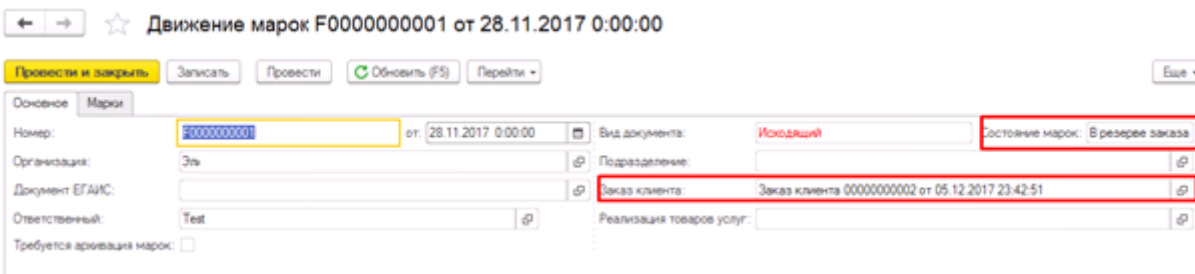 Движение марок F0000000001 от 28.11.2017 0:00:00
Провести и закрыть Записать Провести Обновить (F5) Перейти Еще
Основное Марки
Номер: F0000000001 от: 28.11.2017 0:00:00 Вид документа: Исходящий Состояние марок: В резерве заказа
Организация: Эль Подразделение:
Документ ЕГАИС: Заказ клиента: Заказ клиента 00000000002 от 05.12.2017 23:42:51
Ответственный: Test Реализация товаров услуг:
Требуется архивация марок: